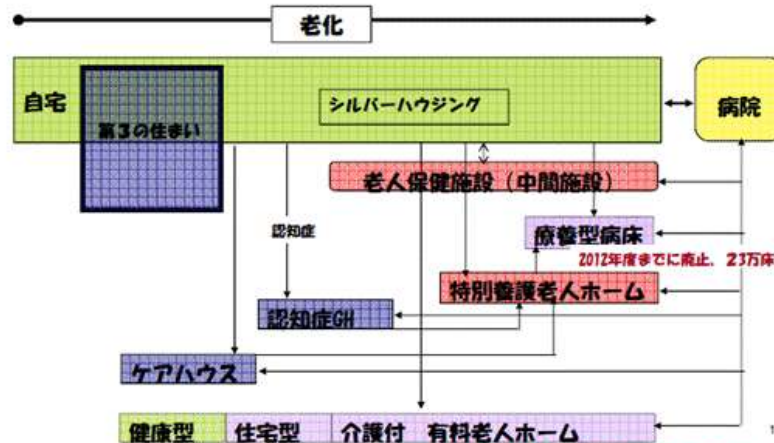 老化
自宅
シルバーハウジング
病院
第3の住まい
老人保健施設（中間施設）
認知症
療養型病床
2012年度までに廃止、23万床
特別養護老人ホーム
認知症GH
ケアハウス
健康型 住宅型 介護付 有料老人ホーム